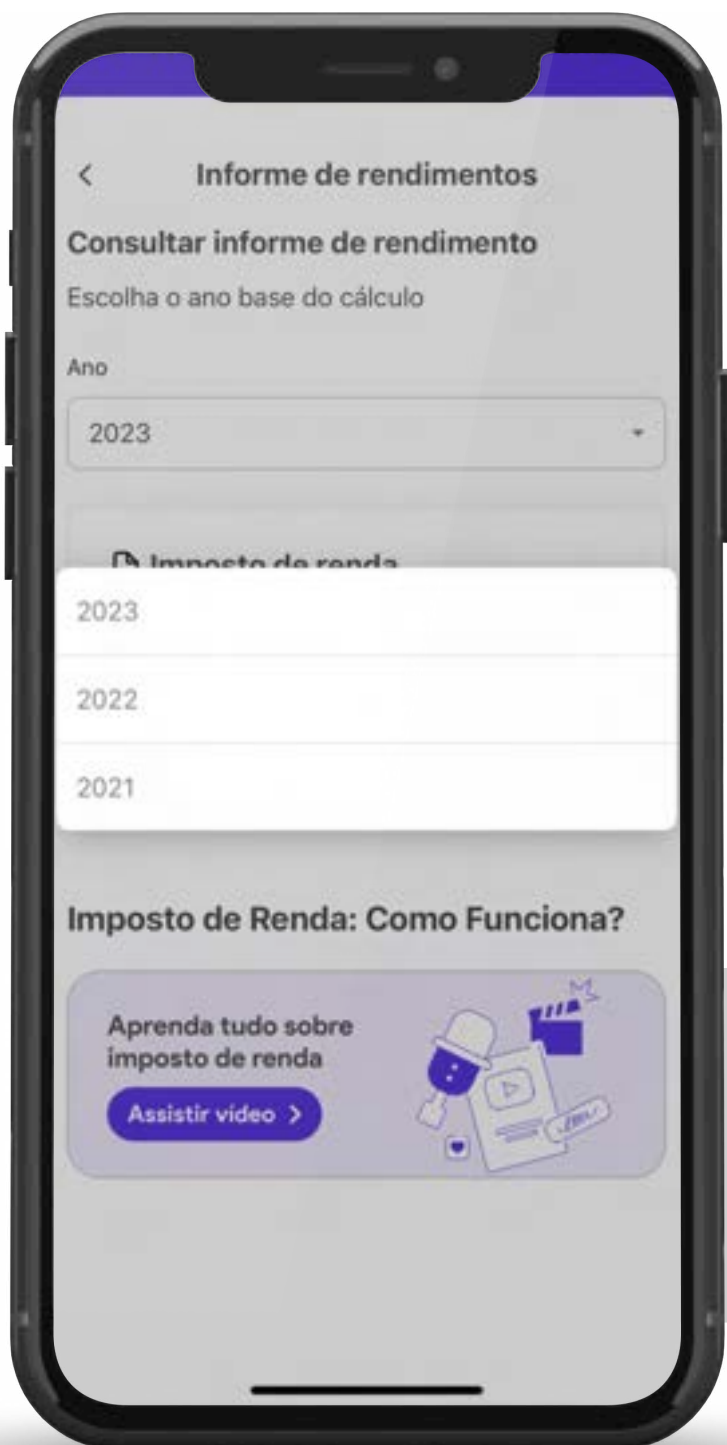 Informe de rendimentos
Consultar informe de rendimento
Escolha o ano base do cálculo
Ano
2023
Imposto de renda
2023
2022
2021
Imposto de Renda: Como Funciona?
Aprenda tudo sobre
imposto de renda
Assistir vídeo